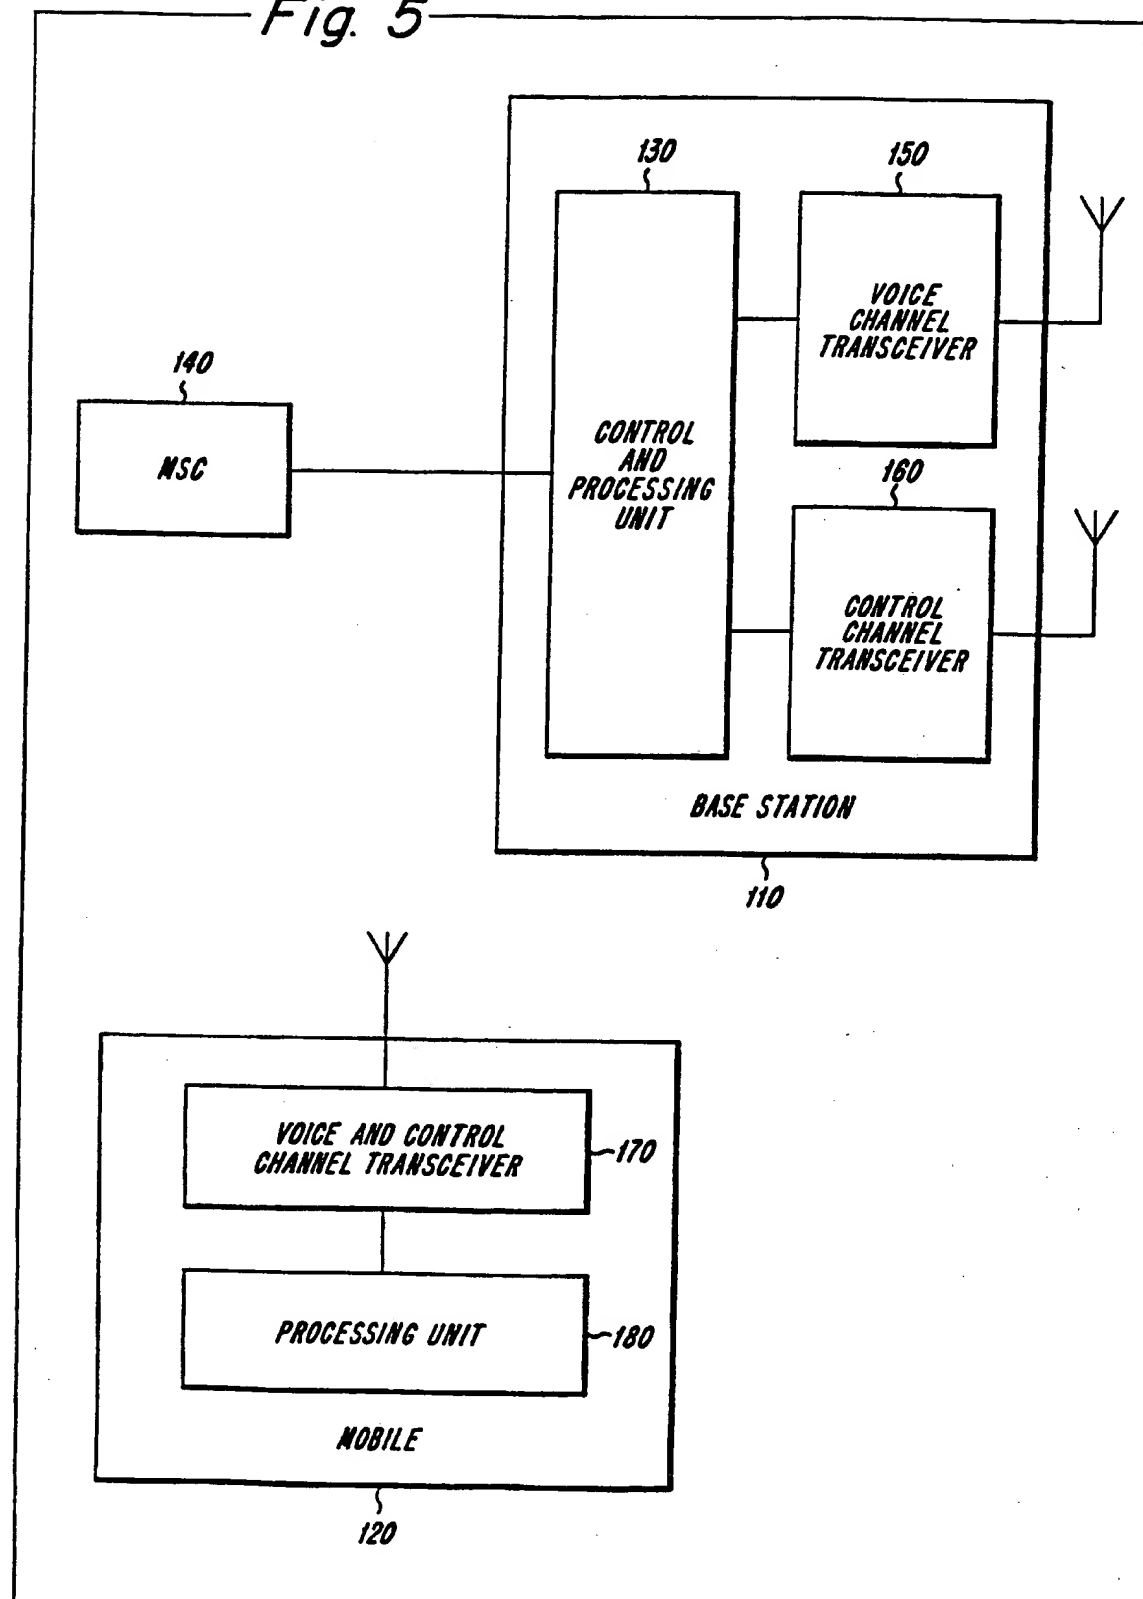 Fig. 5
130
150
VOICE
CHANNEL
TRANSCEIVER
140
MSC
CONTROL
AND
PROCESSING
UNIT
160
CONTROL
CHANNEL
TRANSCEIVER
BASE STATION
110
VOICE AND CONTROL
CHANNEL TRANSCEIVER
170
PROCESSING UNIT
180
MOBILE
120